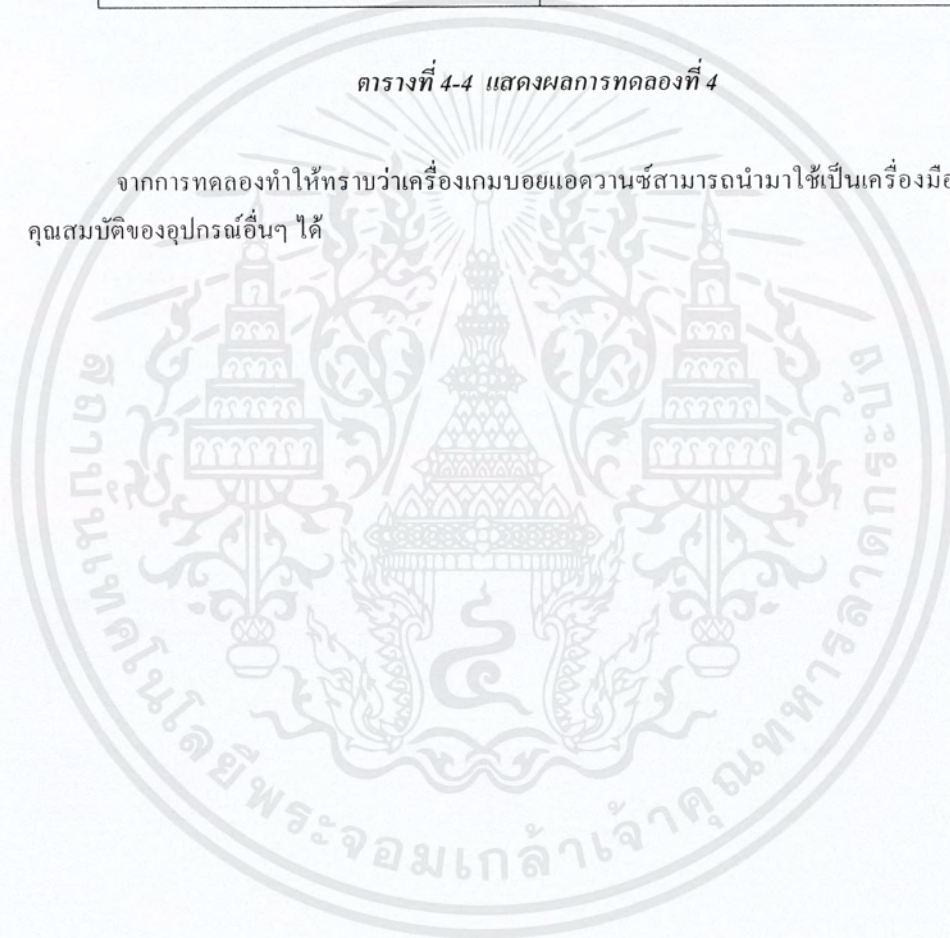 ตารางที่ 4-4 แสดงผลการทดลองที่ 4
จากการทดลองทำให้ทราบว่าเครื่องเกมบอยแอดวานซ์สามารถนำมาใช้เป็นเครื่องมือ
คุณสมบัติของอุปกรณ์อื่นๆ ได้
สถาบันเทคโนโลยีพระจอมเกล้าเจ้าคุณทหารลาดกระบัง